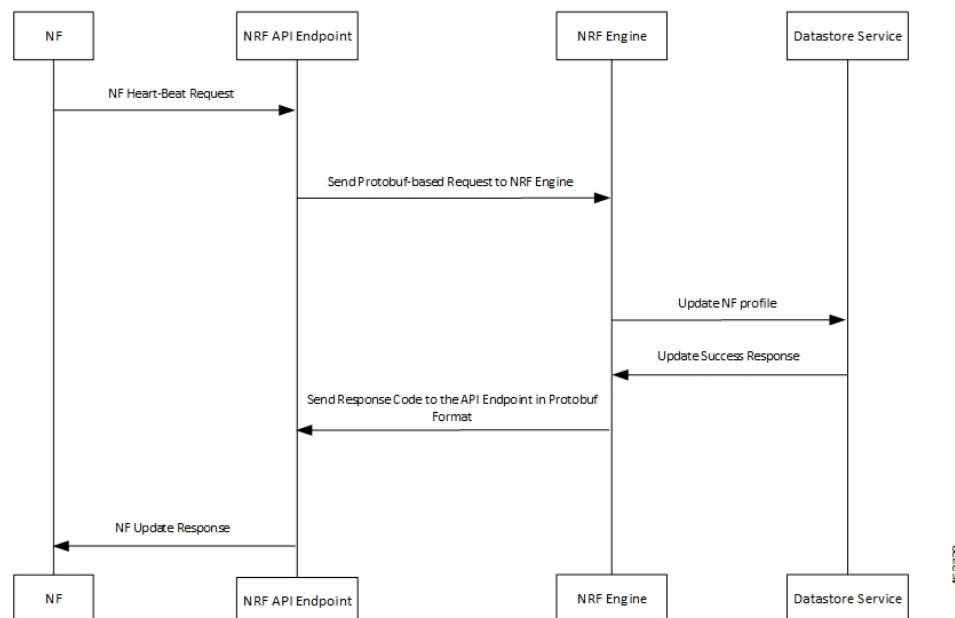 NF
NRF API Endpoint
NRF Engine
Datastore Service
NF Heart-Beat Request
Send Protobuf-based Request to NRF Engine
Update NF profile
Update Success Response
Send Response Code to the API Endpoint in Protobuf
Format
NF Update Response
NF
NRF API Endpoint
NRF Engine
Datastore Service